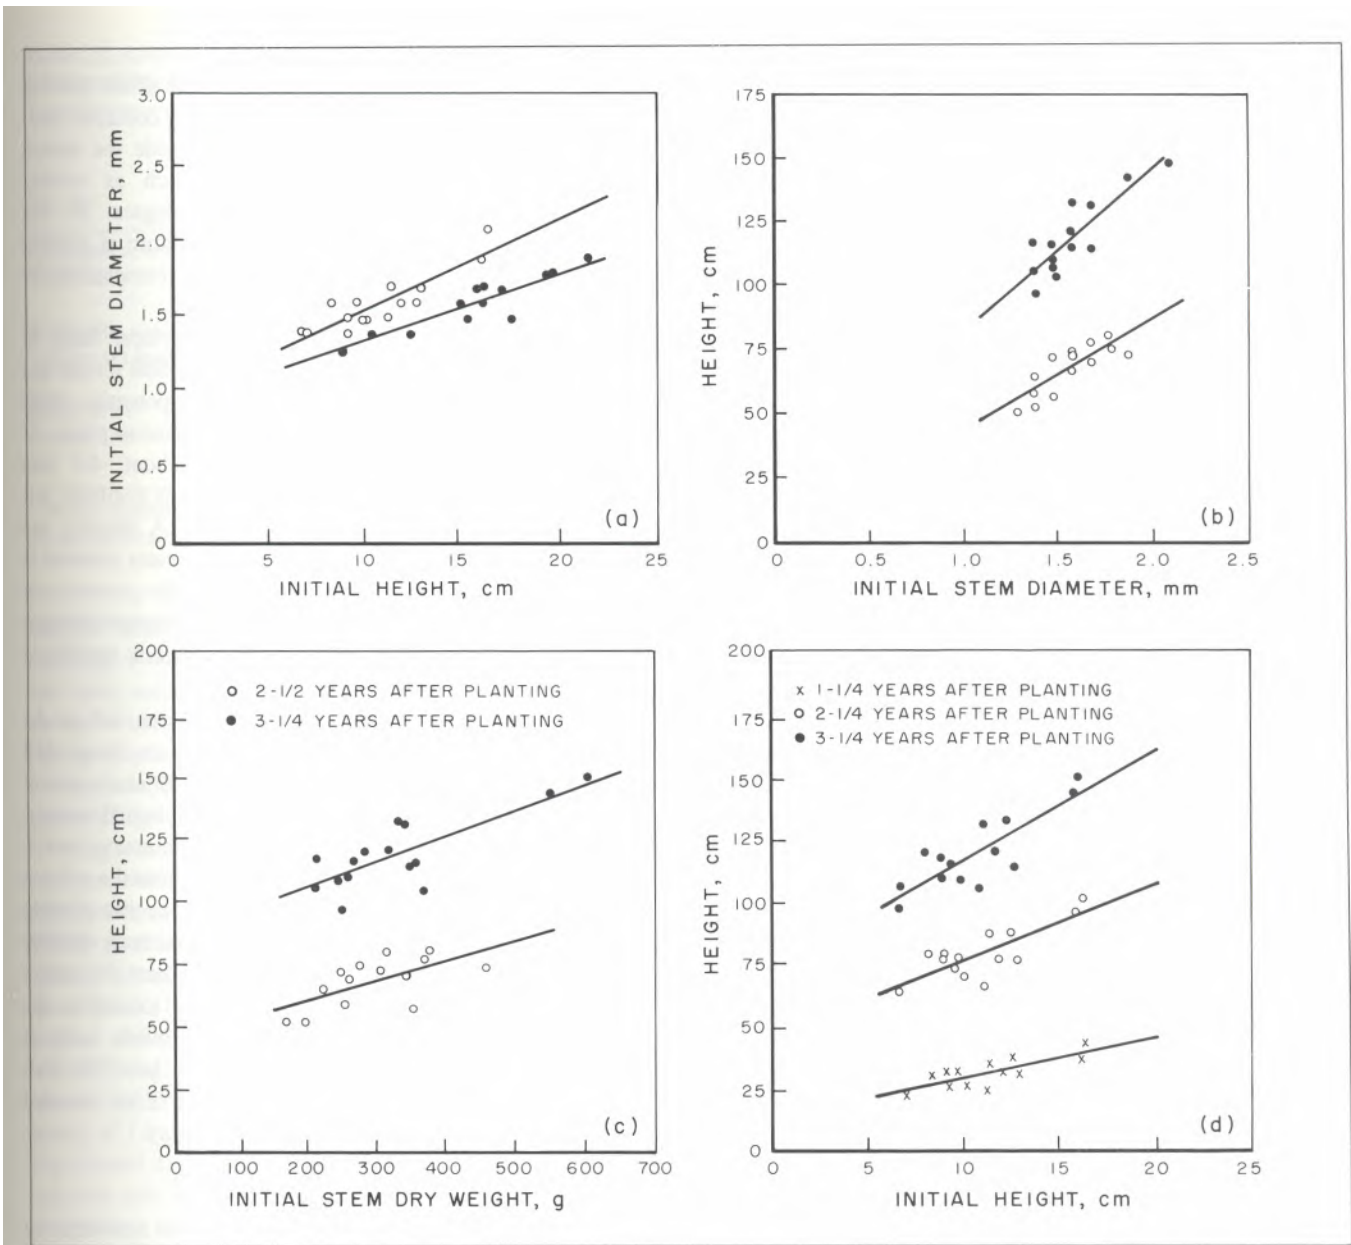 3.0
2.5
2.0
1.5
1.0
0.5
0
INITIAL STEM DIAMETER, mm
0 5 10 15 20 25
INITIAL HEIGHT, cm
(a)
175
150
125
100
75
50
25
0
HEIGHT, cm
0 0.5 1.0 1.5 2.0 2.5
INITIAL STEM DIAMETER, mm
(b)
200
175
150
125
100
75
50
25
0
HEIGHT, cm
2-1/2 YEARS AFTER PLANTING
3-1/4 YEARS AFTER PLANTING
0 100 200 300 400 500 600 700
INITIAL STEM DRY WEIGHT, g
(c)
200
175
150
125
100
75
50
25
0
HEIGHT, cm
x 1-1/4 YEARS AFTER PLANTING
2-1/4 YEARS AFTER PLANTING
3-1/4 YEARS AFTER PLANTING
0 5 10 15 20 25
INITIAL HEIGHT, cm
(d)